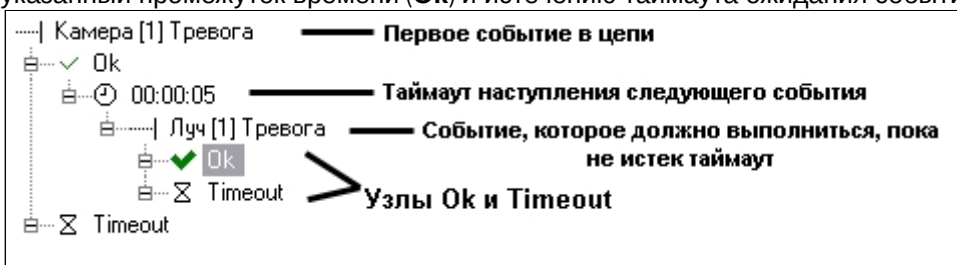 указанный промежуток времени (Ok) и истечению таймаута ожидания событи
Камера [1] Тревога Первое событие в цепи
Ok
00:00:05 Таймаут наступления следующего события
Луч [1] Тревога Событие, которое должно выполниться, пока
не истек таймаут
Ok
Timeout
Узлы Ok и Timeout
Timeout